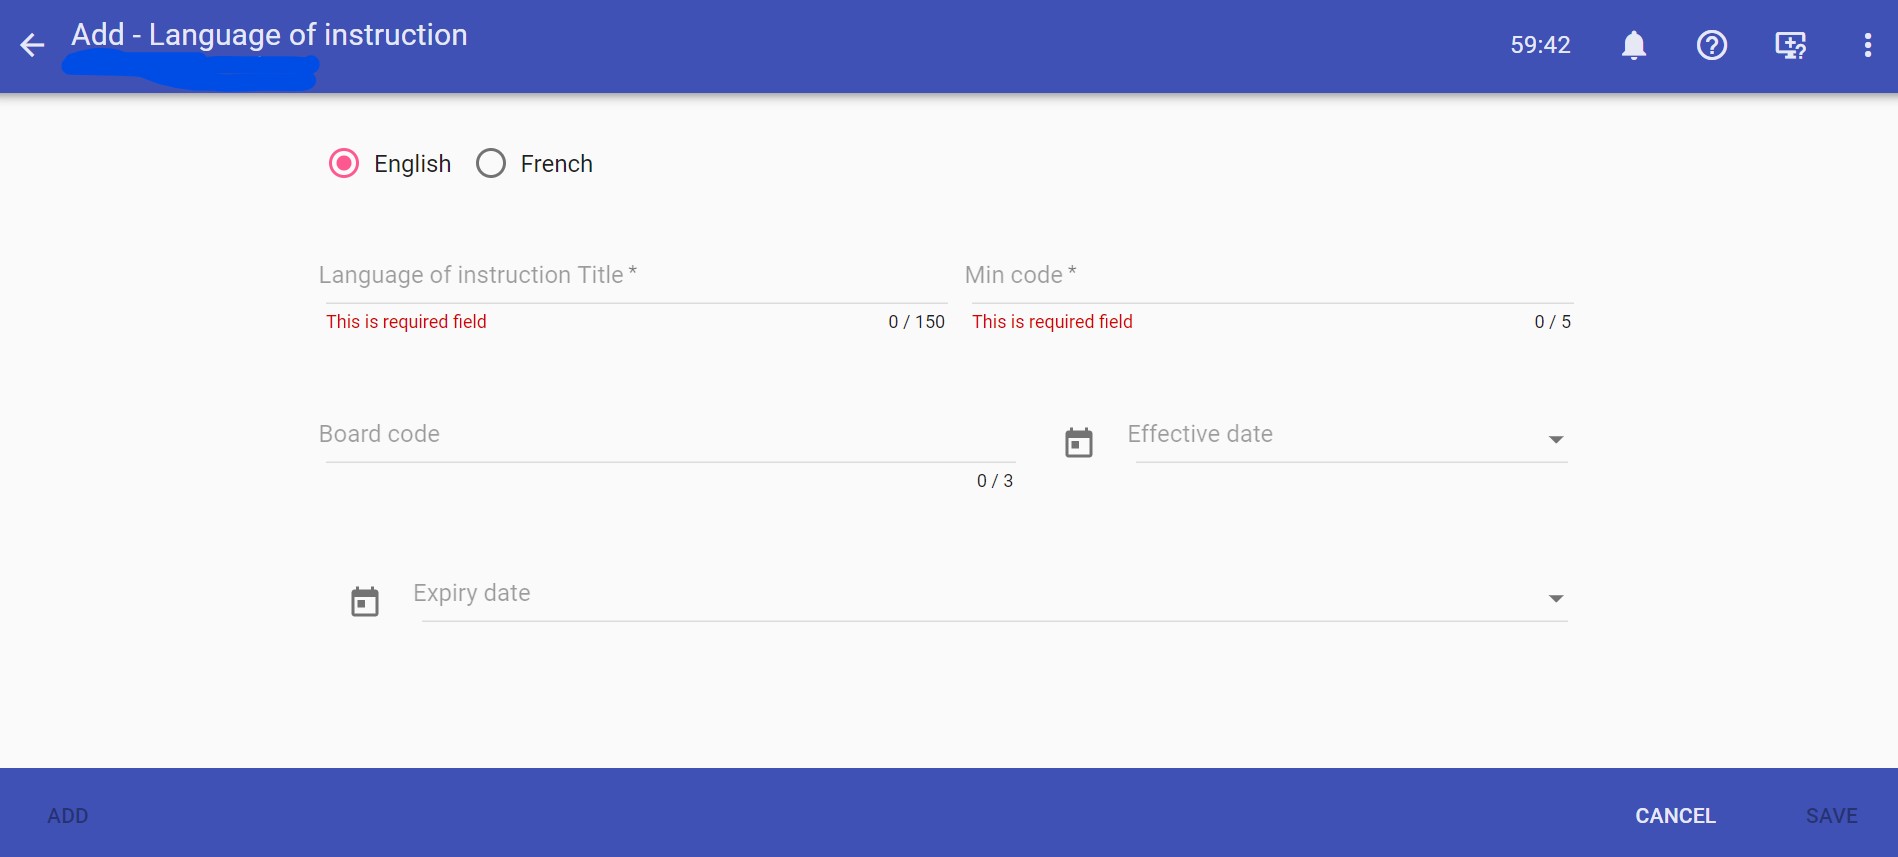 Add - Language of instruction
59:42
English
French
Language of instruction Title *
Min code *
This is required field
0 / 150
This is required field
0 / 5
Board code
Effective date
0 / 3
Expiry date
ADD
CANCEL
SAVE